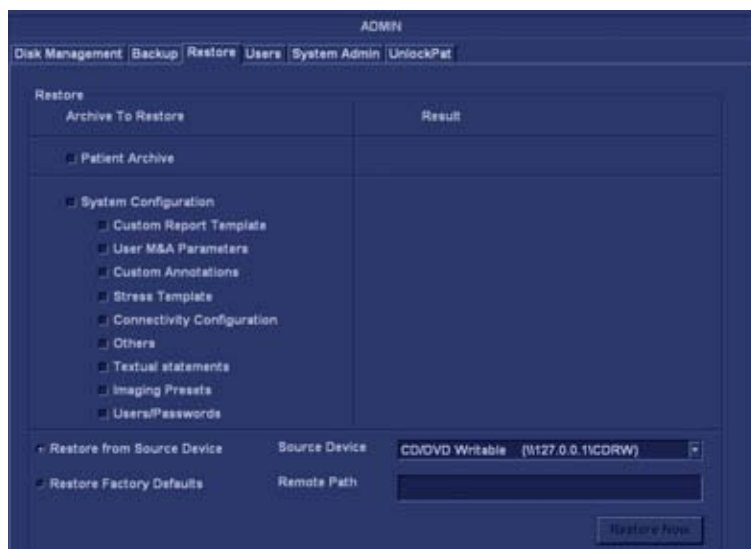 ADMIN
Disk Management Backup Restore Users System Admin UnlockPat
Restore
Archive To Restore Result
Patient Archive
System Configuration
Custom Report Template
User M&A Parameters
Custom Annotations
Stress Template
Connectivity Configuration
Others
Textual statements
Imaging Presets
Users/Passwords
Restore from Source Device Source Device CD/DVD Writable (\\127.0.0.1\CDRW)
Restore Factory Defaults Remote Path
Restore Now